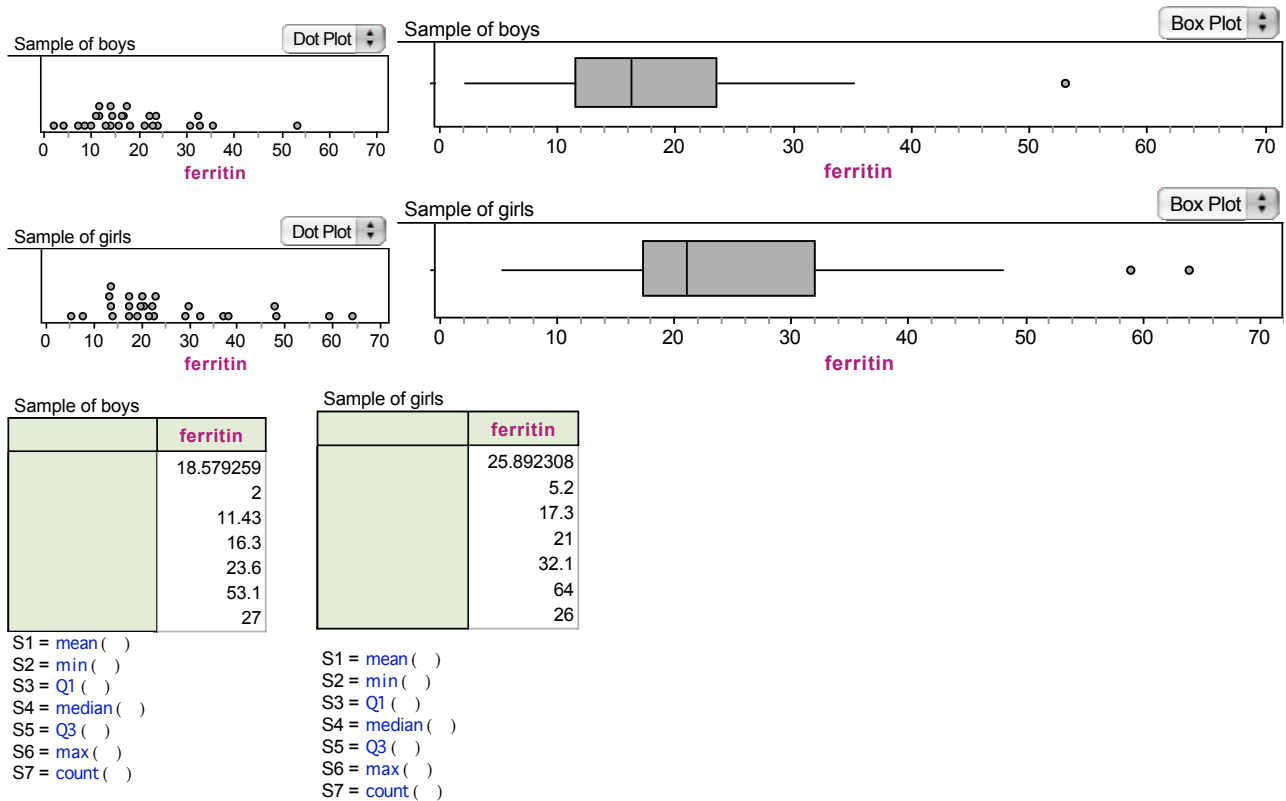 Sample of boys
Dot Plot
0 10 20 30 40 50 60 70
ferritin
Sample of boys
Box Plot
0 10 20 30 40 50 60 70
ferritin
Sample of girls
Dot Plot
0 10 20 30 40 50 60 70
ferritin
Sample of girls
Box Plot
0 10 20 30 40 50 60 70
ferritin
Sample of boys
ferritin
18.579259
2
11.43
16.3
23.6
53.1
27
S1 = mean ( )
S2 = min ( )
S3 = Q1 ( )
S4 = median ( )
S5 = Q3 ( )
S6 = max ( )
S7 = count ( )
Sample of girls
ferritin
25.892308
5.2
17.3
21
32.1
64
26
S1 = mean ( )
S2 = min ( )
S3 = Q1 ( )
S4 = median ( )
S5 = Q3 ( )
S6 = max ( )
S7 = count ( )